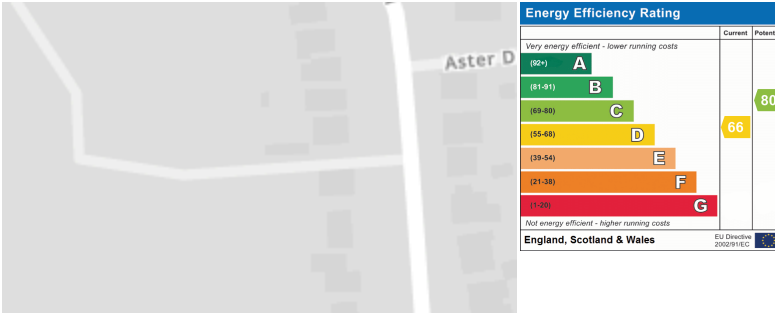 Aster D
Energy Efficiency Rating
Current Potent
Very energy efficient - lower running costs
(92+) A
(81-91) B
(69-80) C
(55-68) D
(39-54) E
(21-38) F
(1-20) G
66
80
Not energy efficient - higher running costs
England, Scotland & Wales
EU Directive
2002/91/EC